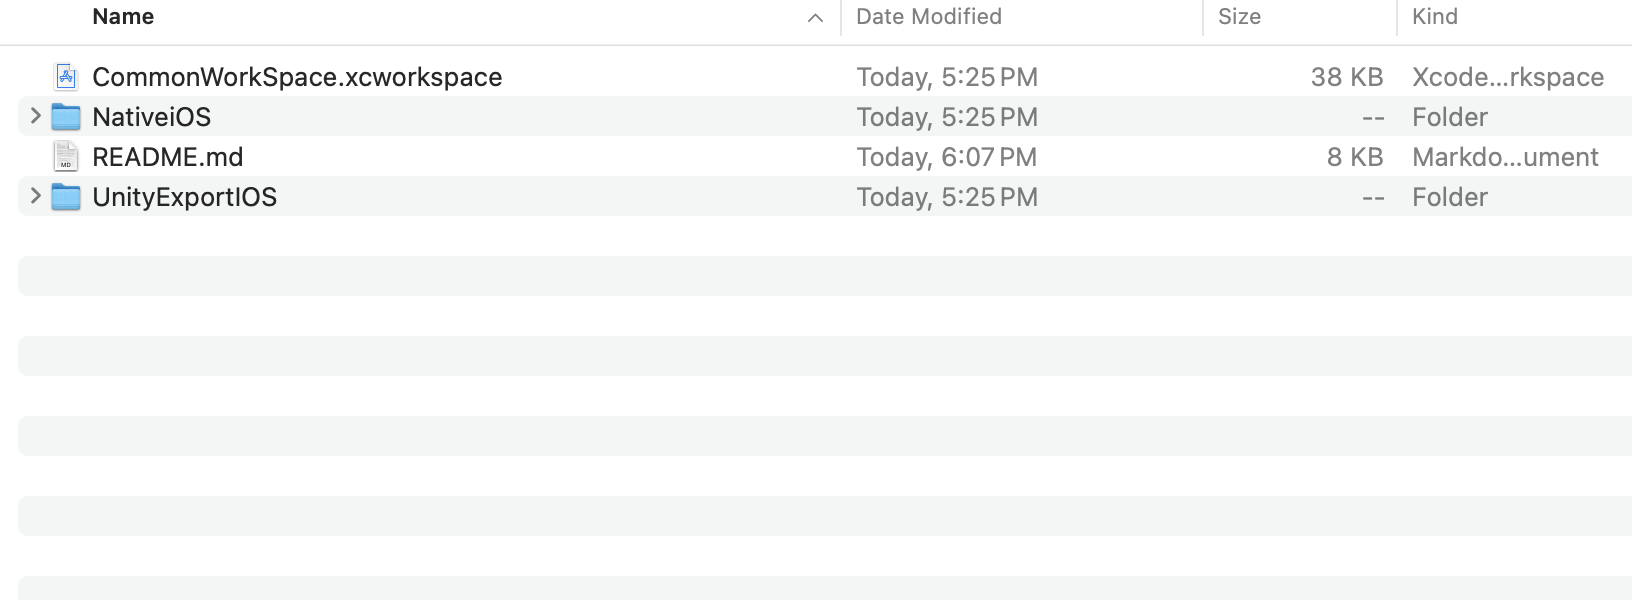 Name Date Modified Size Kind
CommonWorkSpace.xcworkspace Today, 5:25 PM 38 KB Xcode...rkspace
NativeiOS Today, 5:25 PM -- Folder
MD README.md Today, 6:07 PM 8 KB Markdo...ument
UnityExportIOS Today, 5:25 PM -- Folder